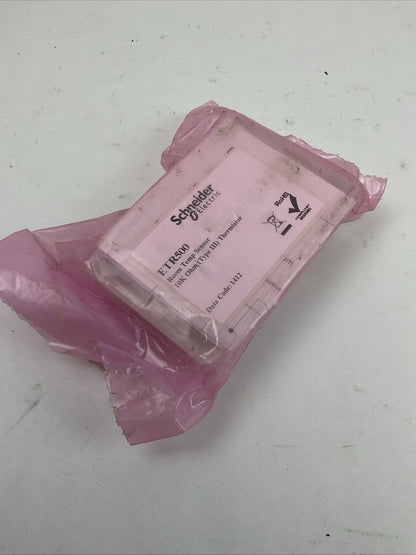 Schneider
Electric
RoHS
ETR500
Room Temp Sensor
10K Ohm (Type III) Thermistor
Date Code: 1412